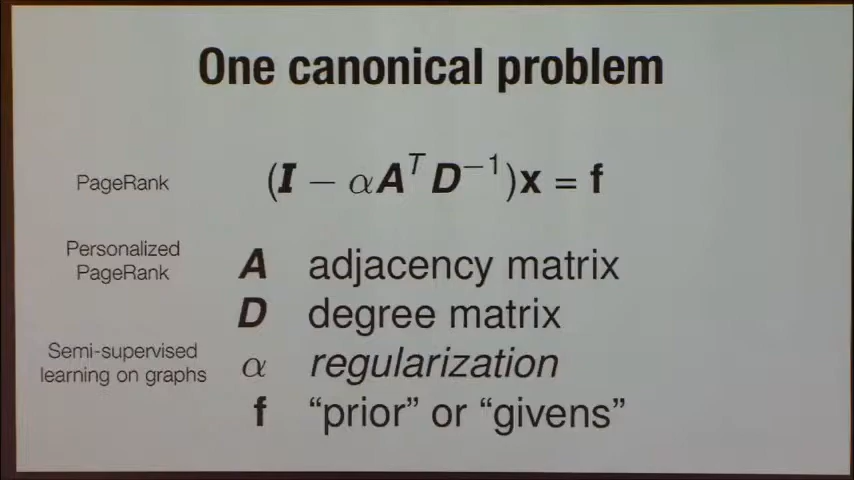 One canonical problem
PageRank
(I − αAᵀD⁻¹)x = f
Personalized
PageRank
A adjacency matrix
D degree matrix
Semi-supervised
learning on graphs
α regularization
f “prior” or “givens”